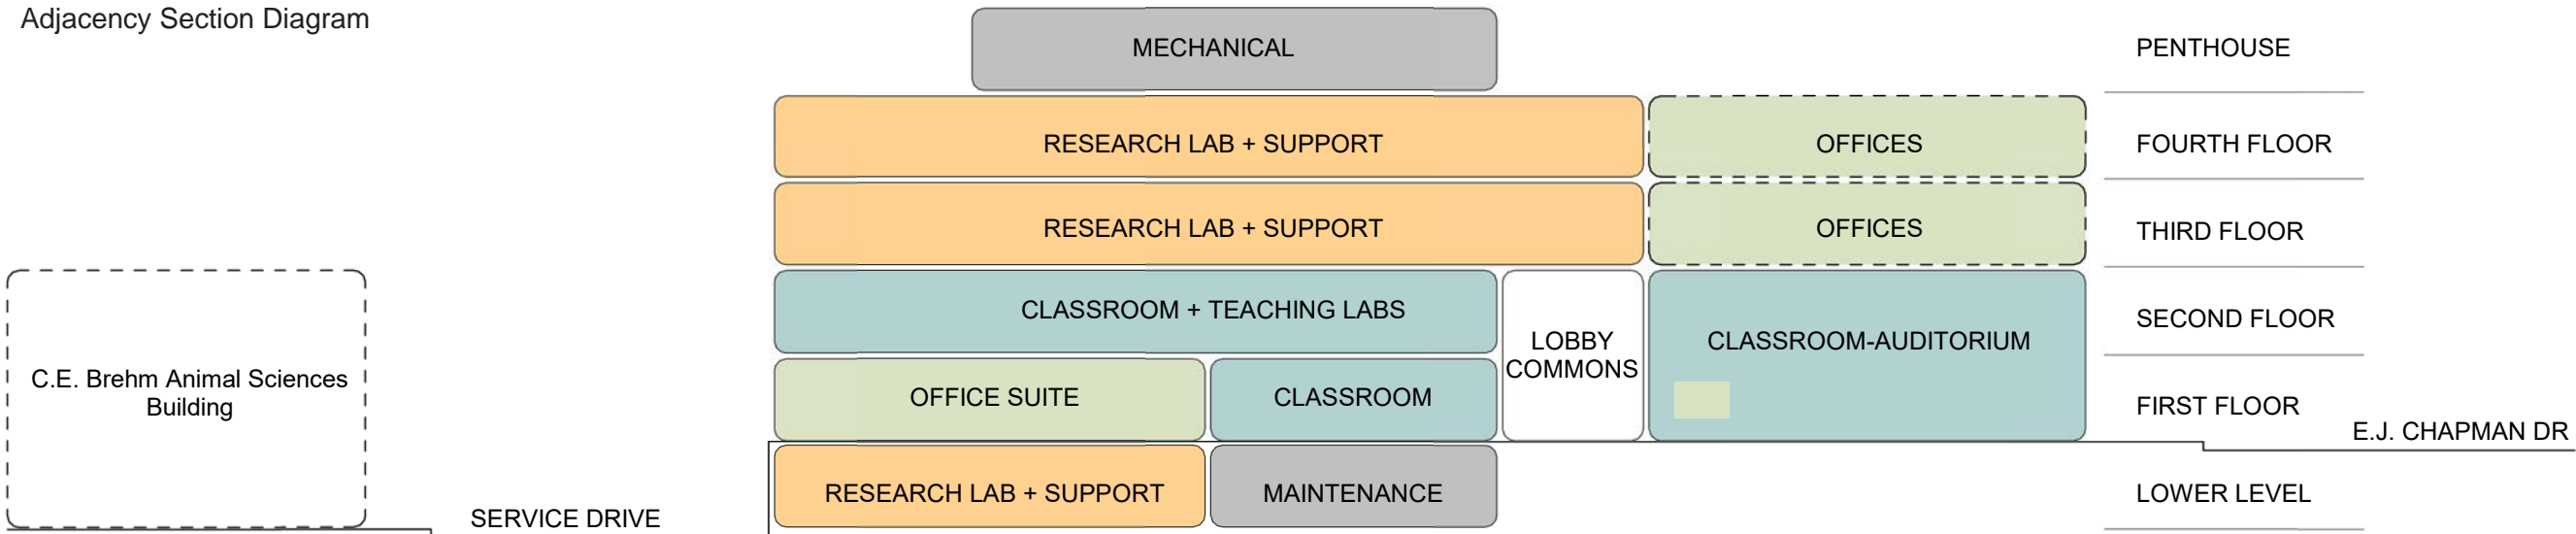 Adjacency Section Diagram
MECHANICAL
PENTHOUSE
RESEARCH LAB + SUPPORT
OFFICES
FOURTH FLOOR
RESEARCH LAB + SUPPORT
OFFICES
THIRD FLOOR
CLASSROOM + TEACHING LABS
SECOND FLOOR
LOBBY
COMMONS
CLASSROOM-AUDITORIUM
C.E. Brehm Animal Sciences
Building
OFFICE SUITE
CLASSROOM
FIRST FLOOR
E.J. CHAPMAN DR
RESEARCH LAB + SUPPORT
MAINTENANCE
LOWER LEVEL
SERVICE DRIVE